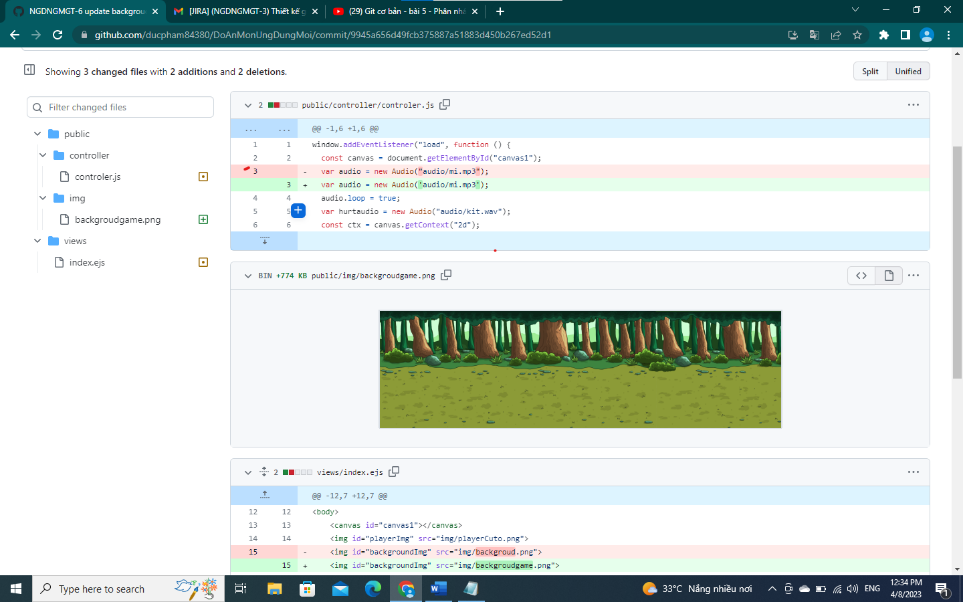 NGDNGMGT-6 update backgrou
[JIRA] (NGDNGMGT-3) Thiết kế g
(29) Git cơ bản - bài 5 - Phân nhá
github.com/ducpham84380/DoAnMonUngDungMoi/commit/9945a656d49fcb375887a51883d450b267ed52d1
Showing 3 changed files with 2 additions and 2 deletions.
Split Unified
Filter changed files
public
controller
controler.js
img
backgroudgame.png
views
index.ejs
2 public/controller/controler.js
... ... @@ -1,6 +1,6 @@
1 1 window.addEventListener("load", function () {
2 2 const canvas = document.getElementById("canvas1");
3 - var audio = new Audio("audio/mi.mp3");
3 + var audio = new Audio('audio/mi.mp3');
4 4 audio.loop = true;
5 5 var hurtaudio = new Audio("audio/kit.wav");
6 6 const ctx = canvas.getContext("2d");
BIN +774 KB public/img/backgroudgame.png
2 views/index.ejs
@@ -12,7 +12,7 @@
12 12 <body>
13 13 <canvas id="canvas1"></canvas>
14 14 <img id="playerImg" src="img/playerCuto.png">
15 - <img id="backgroundImg" src="img/backgroud.png">
15 + <img id="backgroundImg" src="img/backgroudgame.png">
Type here to search
33°C Nắng nhiều nơi
ENG
12:34 PM
4/8/2023
1